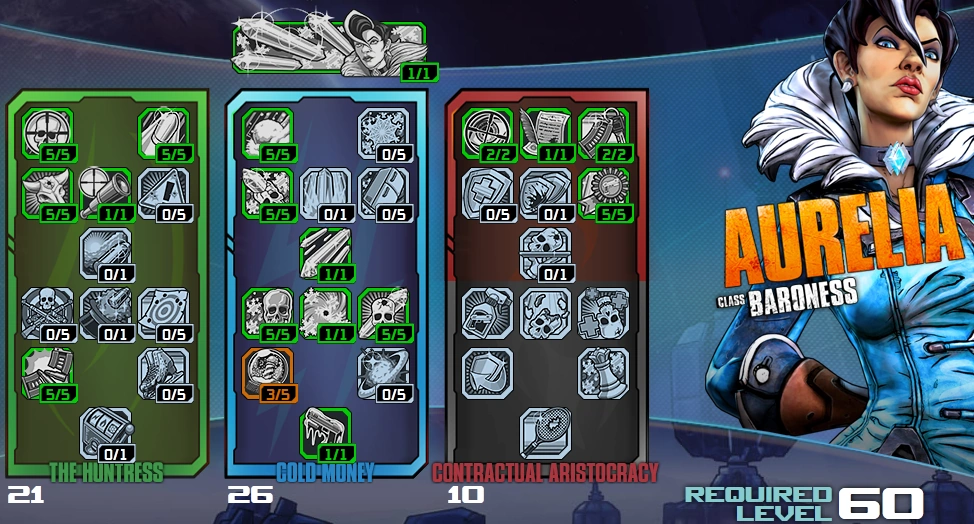 1/1
5/5 5/5 5/5 0/5 2/2 1/1 2/2
5/5 1/1 0/5 5/5 0/1 0/5 0/5 0/1 5/5
0/1 1/1 0/1
0/5 0/1 0/5 5/5 1/1 5/5
5/5 0/5 3/5 0/5
0/1 1/1
THE HUNTRESS COLD MONEY CONTRACTUAL ARISTOCRACY
21 26 10
AURELIA
CLASS BARONESS
REQUIRED LEVEL 60